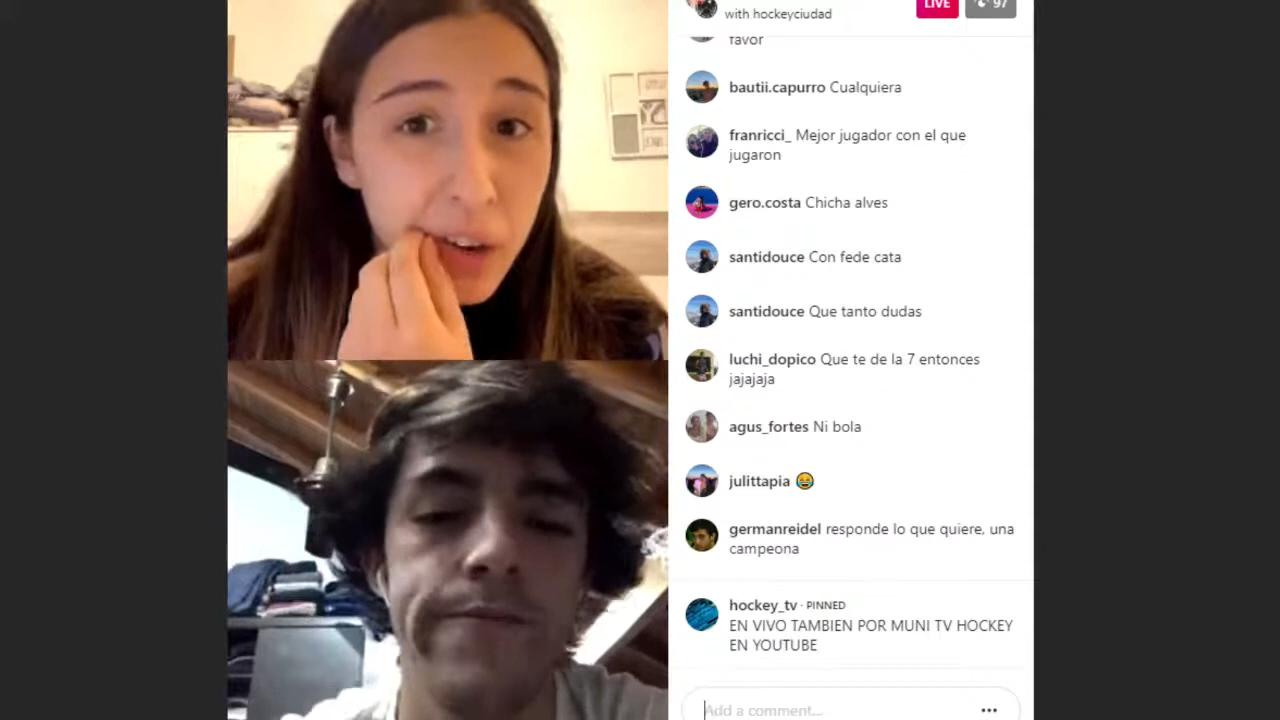 with hockeyciudad
LIVE
97
favor
bautii.capurro Cualquiera
franricci_ Mejor jugador con el que
jugaron
gero.costa Chicha alves
santidouce Con fede cata
santidouce Que tanto dudas
luchi_dopico Que te de la 7 entonces
jajajaja
agus_fortes Ni bola
julittapia 😂
germanreidel responde lo que quiere, una
campeona
hockey_tv · PINNED
EN VIVO TAMBIEN POR MUNI TV HOCKEY
EN YOUTUBE
Add a comment...